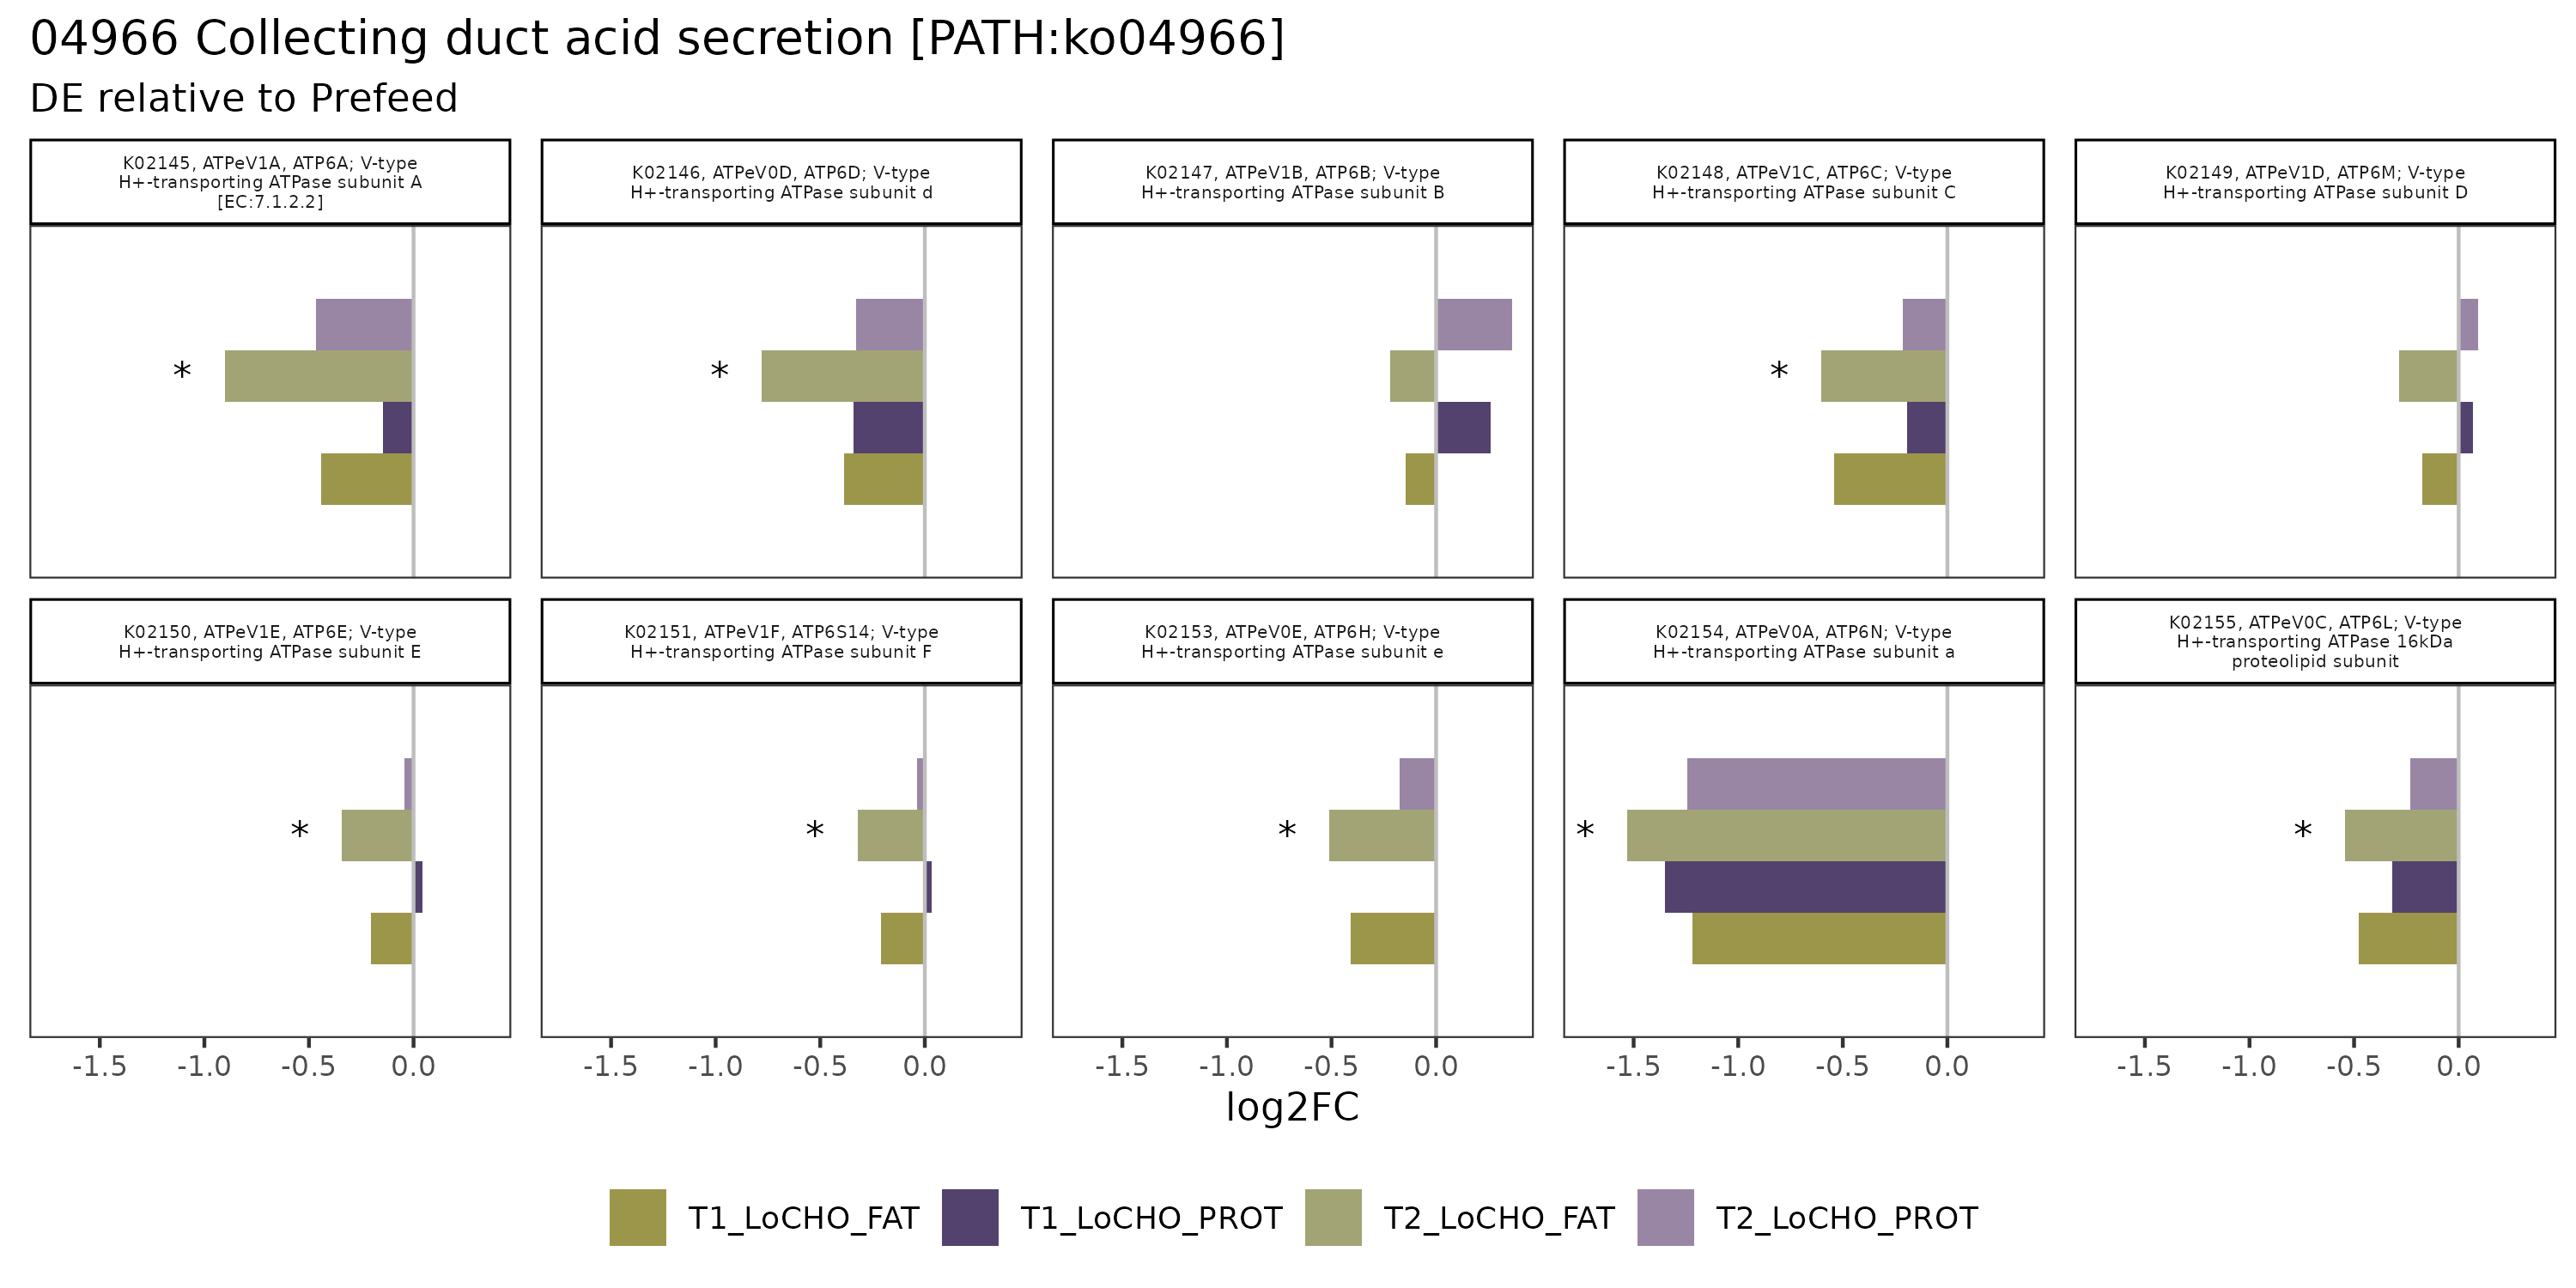 04966 Collecting duct acid secretion [PATH:ko04966]
DE relative to Prefeed
K02145, ATPeV1A, ATP6A; V-type
H+-transporting ATPase subunit A
[EC:7.1.2.2]
K02146, ATPeV0D, ATP6D; V-type
H+-transporting ATPase subunit d
K02147, ATPeV1B, ATP6B; V-type
H+-transporting ATPase subunit B
K02148, ATPeV1C, ATP6C; V-type
H+-transporting ATPase subunit C
K02149, ATPeV1D, ATP6M; V-type
H+-transporting ATPase subunit D
*
*
*
K02150, ATPeV1E, ATP6E; V-type
H+-transporting ATPase subunit E
K02151, ATPeV1F, ATP6S14; V-type
H+-transporting ATPase subunit F
K02153, ATPeV0E, ATP6H; V-type
H+-transporting ATPase subunit e
K02154, ATPeV0A, ATP6N; V-type
H+-transporting ATPase subunit a
K02155, ATPeV0C, ATP6L; V-type
H+-transporting ATPase 16kDa
proteolipid subunit
*
*
*
*
*
-1.5 -1.0 -0.5 0.0
-1.5 -1.0 -0.5 0.0
-1.5 -1.0 -0.5 0.0
-1.5 -1.0 -0.5 0.0
-1.5 -1.0 -0.5 0.0
log2FC
T1_LoCHO_FAT T1_LoCHO_PROT T2_LoCHO_FAT T2_LoCHO_PROT